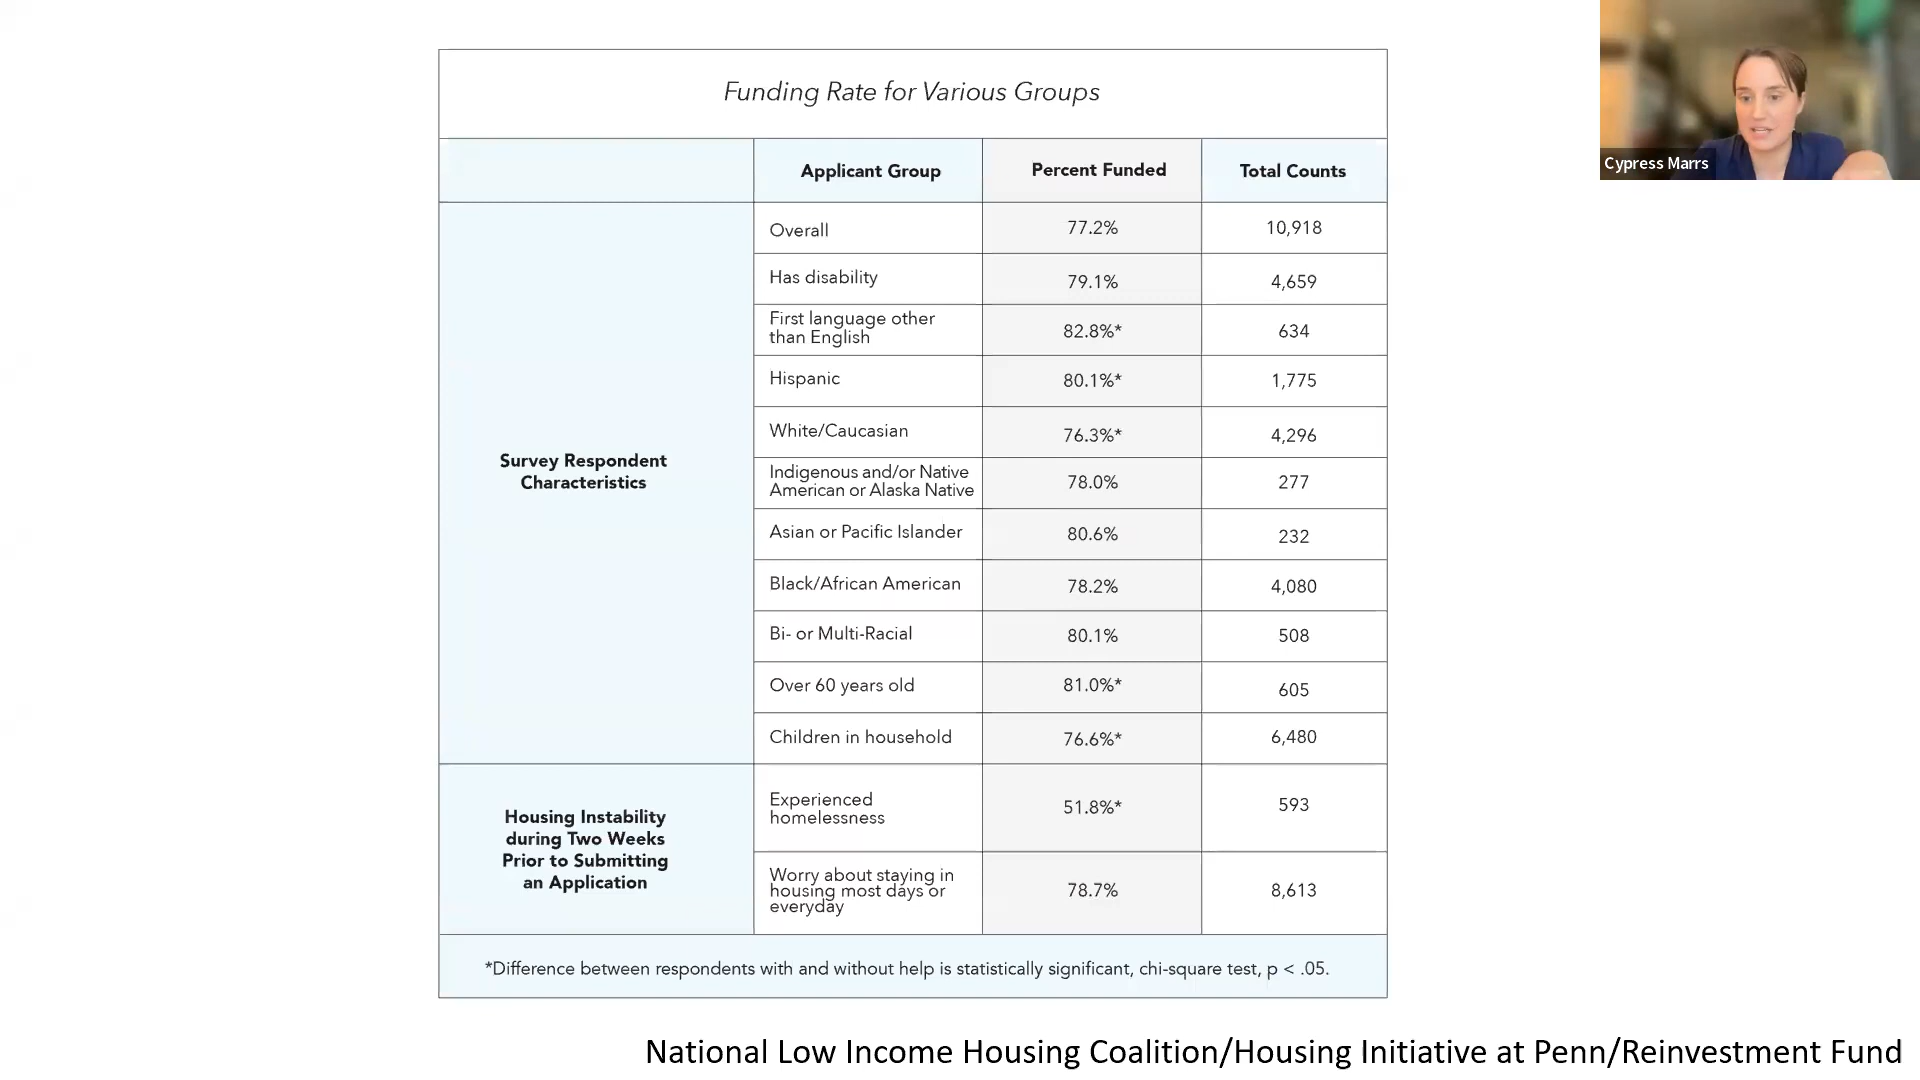 Funding Rate for Various Groups
Applicant Group Percent Funded Total Counts
Survey Respondent
Characteristics
Overall 77.2% 10,918
Has disability 79.1% 4,659
First language other
than English 82.8%* 634
Hispanic 80.1%* 1,775
White/Caucasian 76.3%* 4,296
Indigenous and/or Native
American or Alaska Native 78.0% 277
Asian or Pacific Islander 80.6% 232
Black/African American 78.2% 4,080
Bi- or Multi-Racial 80.1% 508
Over 60 years old 81.0%* 605
Children in household 76.6%* 6,480
Housing Instability
during Two Weeks
Prior to Submitting
an Application
Experienced
homelessness 51.8%* 593
Worry about staying in
housing most days or
everyday 78.7% 8,613
*Difference between respondents with and without help is statistically significant, chi-square test, p < .05.
National Low Income Housing Coalition/Housing Initiative at Penn/Reinvestment Fund
Cypress Marrs